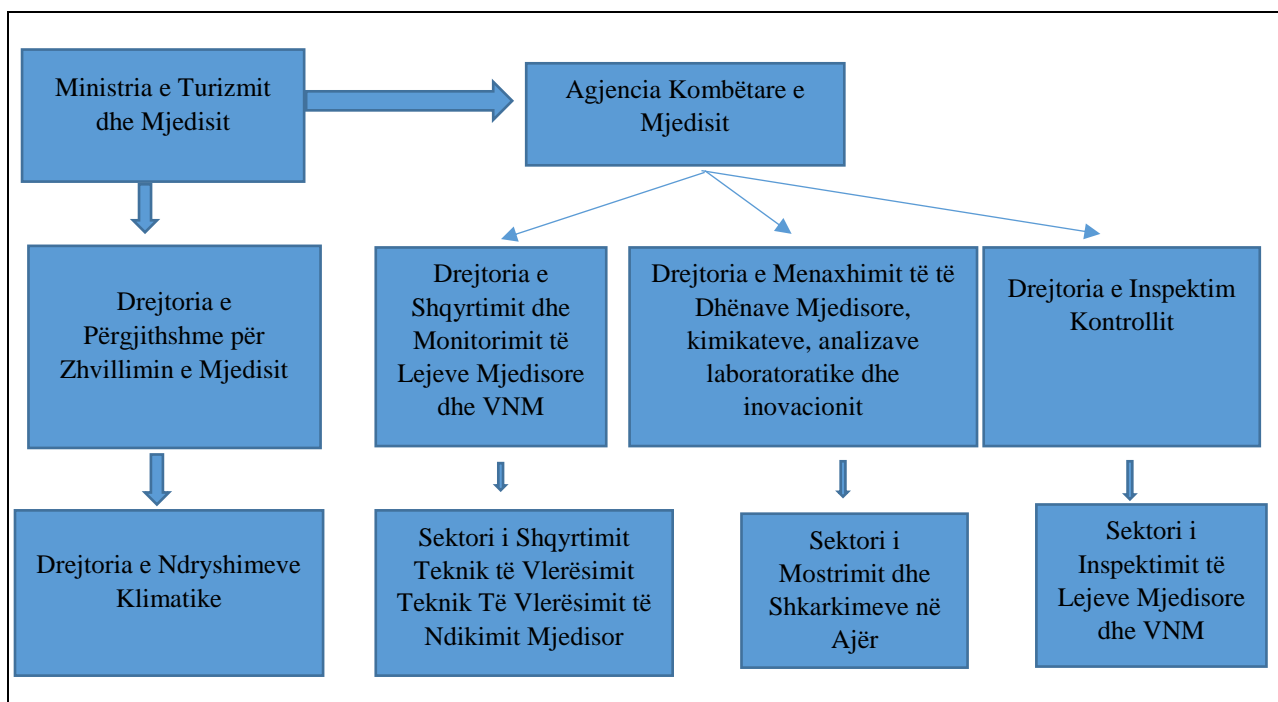 Ministria e Turizmit
dhe Mjedisit
Agjencia Kombëtare e
Mjedisit
Drejtoria e
Përgjithshme për
Zhvillimin e Mjedisit
Drejtoria e
Shqyrtimit dhe
Monitorimit të
Lejeve Mjedisore
dhe VNM
Drejtoria e Menaxhimit të të
Dhënave Mjedisore,
kimikateve, analizave
laboratoratike dhe
inovacionit
Drejtoria e Inspektim
Kontrollit
Drejtoria e Ndryshimeve
Klimatike
Sektori i Shqyrtimit
Teknik të Vlerësimit
Teknik Të Vlerësimit të
Ndikimit Mjedisor
Sektori i
Mostrimit dhe
Shkarkimeve në
Ajër
Sektori i
Inspektimit të
Lejeve Mjedisore
dhe VNM